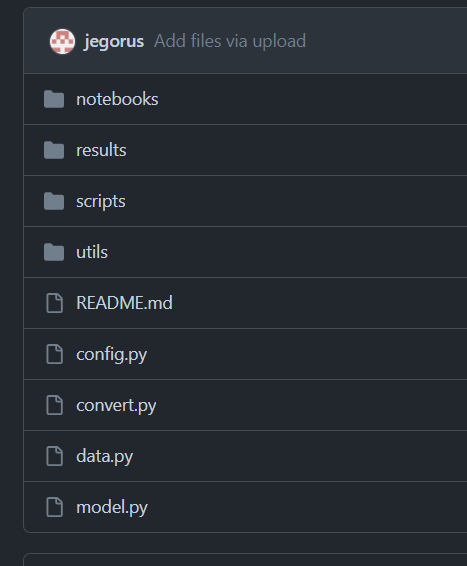 jegorus Add files via upload
notebooks
results
scripts
utils
README.md
config.py
convert.py
data.py
model.py